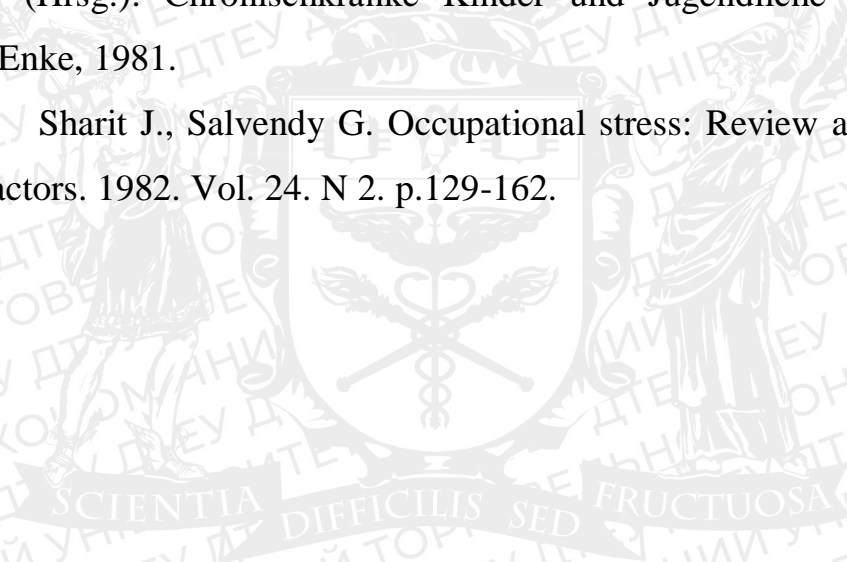 (Hrsg.). Chronischkranke Kinder und Jugendliche
Enke, 1981.
Sharit J., Salvendy G. Occupational stress: Review a
actors. 1982. Vol. 24. N 2. p.129-162.
SCIENTIA DIFFICILIS SED FRUCTUOSA